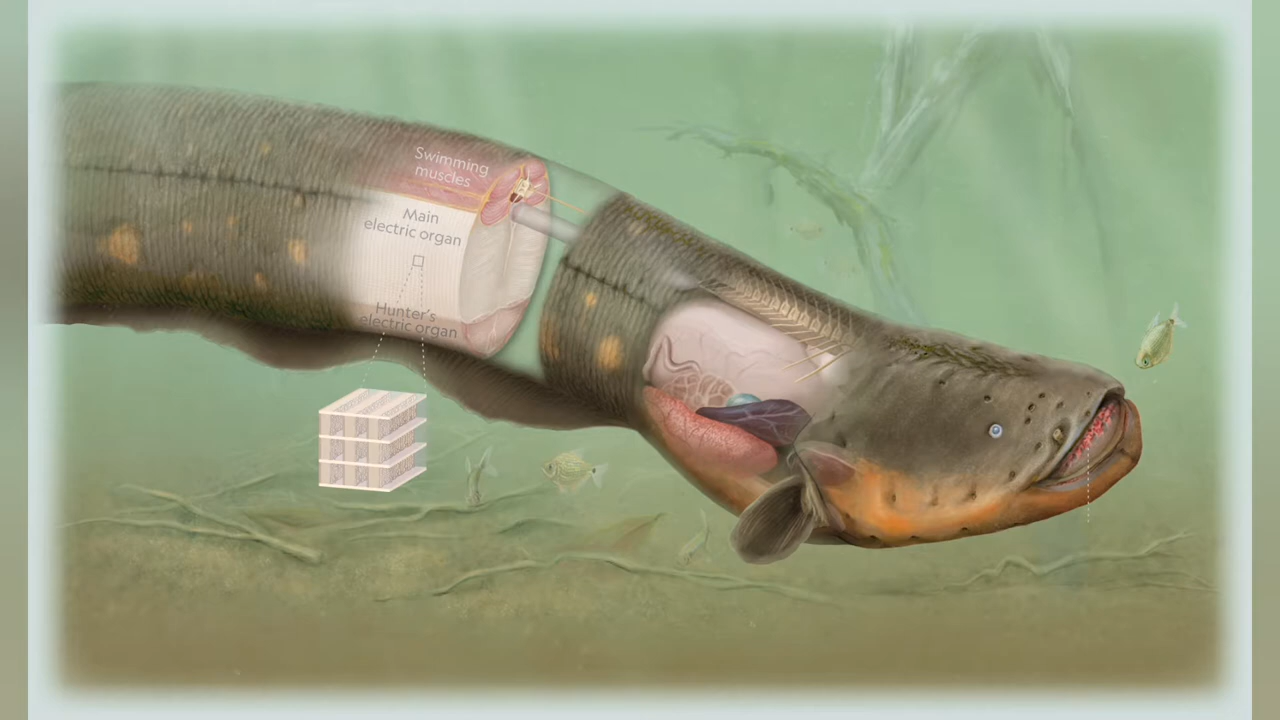 Swimming
muscles
Main
electric organ
Hunter's
electric organ